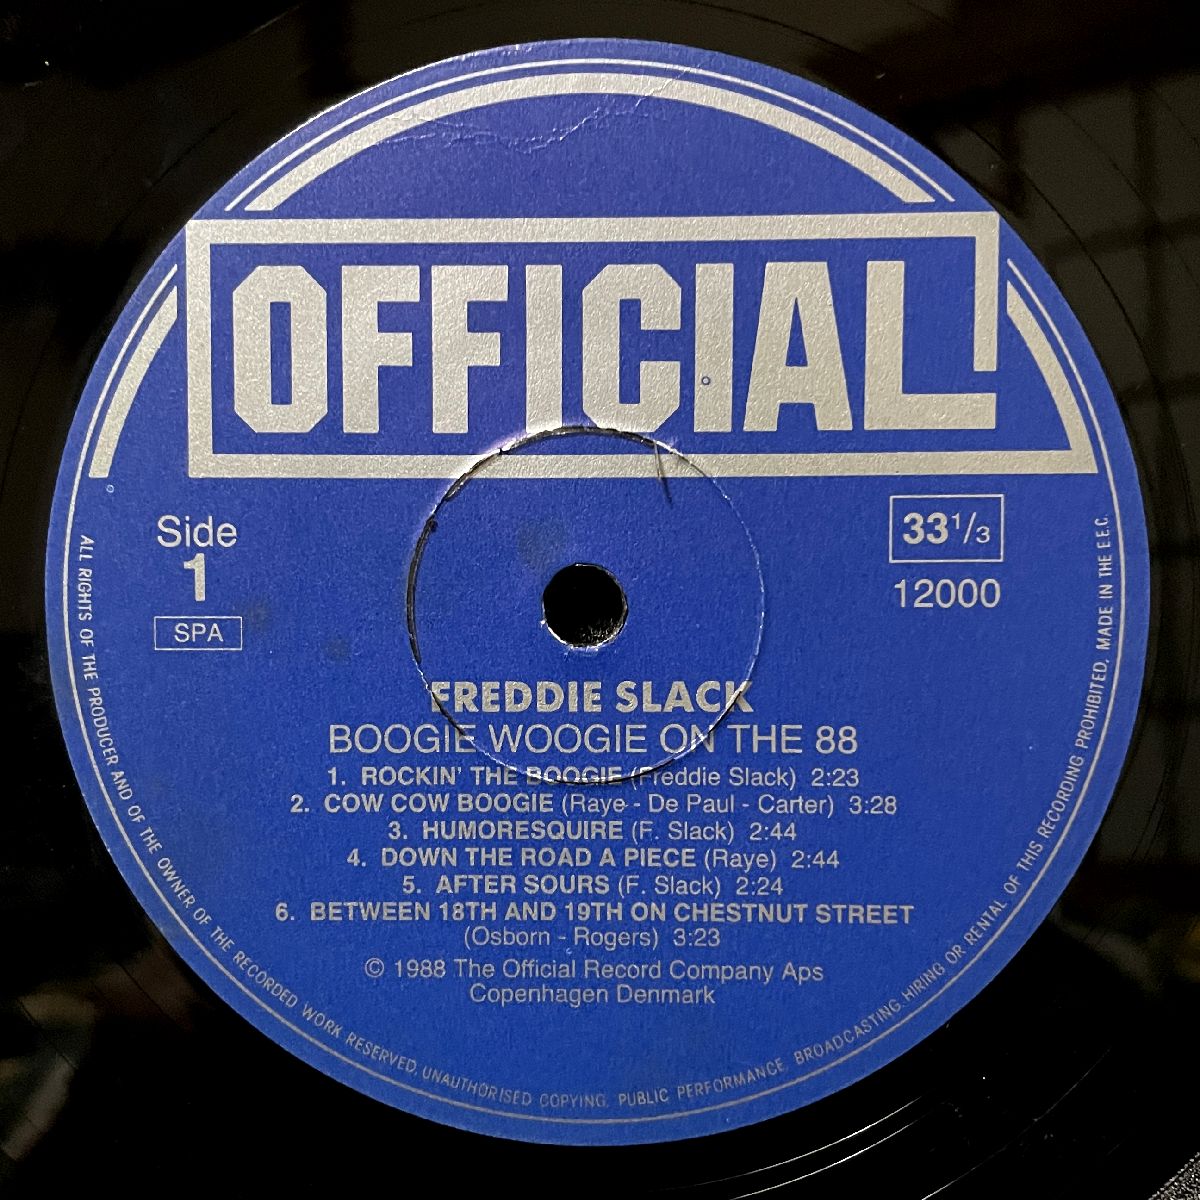 OFFICIAL
Side
1
SPA
33 1/3
12000
FREDDIE SLACK
BOOGIE WOOGIE ON THE 88
1. ROCKIN' THE BOOGIE (Freddie Slack) 2:23
2. COW COW BOOGIE (Raye - De Paul - Carter) 3:28
3. HUMORESQUIRE (F. Slack) 2:44
4. DOWN THE ROAD A PIECE (Raye) 2:44
5. AFTER SOURS (F. Slack) 2:24
6. BETWEEN 18TH AND 19TH ON CHESTNUT STREET
(Osborn - Rogers) 3:23
© 1988 The Official Record Company Aps
Copenhagen Denmark
ALL RIGHTS OF THE PRODUCER AND OF THE OWNER OF THE RECORDED WORK RESERVED. UNAUTHORISED COPYING. PUBLIC PERFORMANCE. BROADCASTING. HIRING OR RENTAL OF THIS RECORDING PROHIBITED. MADE IN THE E.E.C.